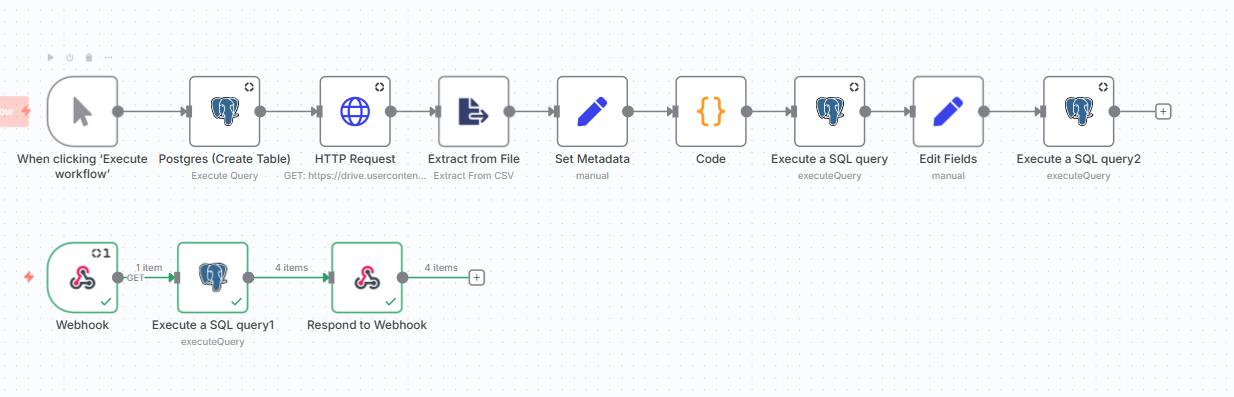 When clicking ‘Execute
workflow’
Postgres (Create Table)
Execute Query
HTTP Request
GET: https://drive.userconten...
Extract from File
Extract From CSV
Set Metadata
manual
Code
Execute a SQL query
executeQuery
Edit Fields
manual
Execute a SQL query2
executeQuery
1
1 item
GET
4 items
4 items
Webhook
Execute a SQL query1
executeQuery
Respond to Webhook